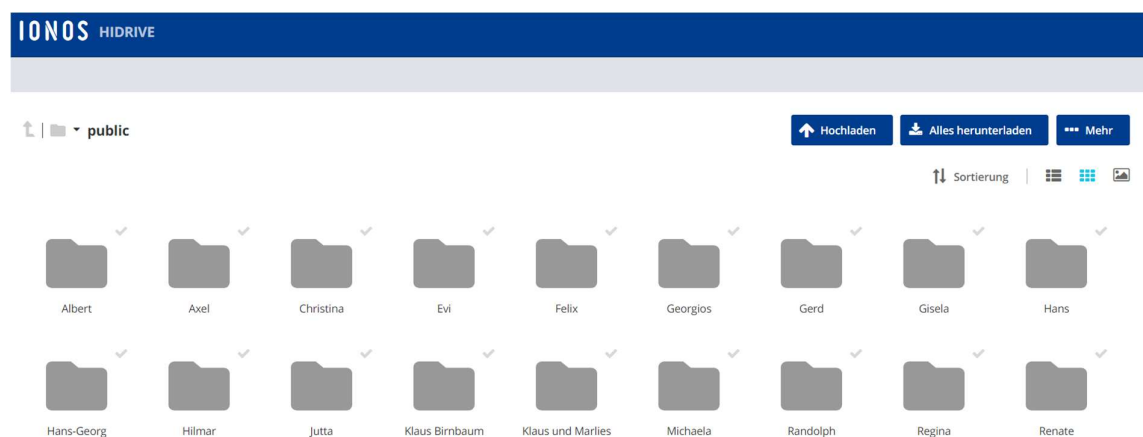 IONOS HIDRIVE
public
Hochladen
Alles herunterladen
Mehr
Sortierung
Albert
Axel
Christina
Evi
Felix
Georgios
Gerd
Gisela
Hans
Hans-Georg
Hilmar
Jutta
Klaus Birnbaum
Klaus und Marlies
Michaela
Randolph
Regina
Renate